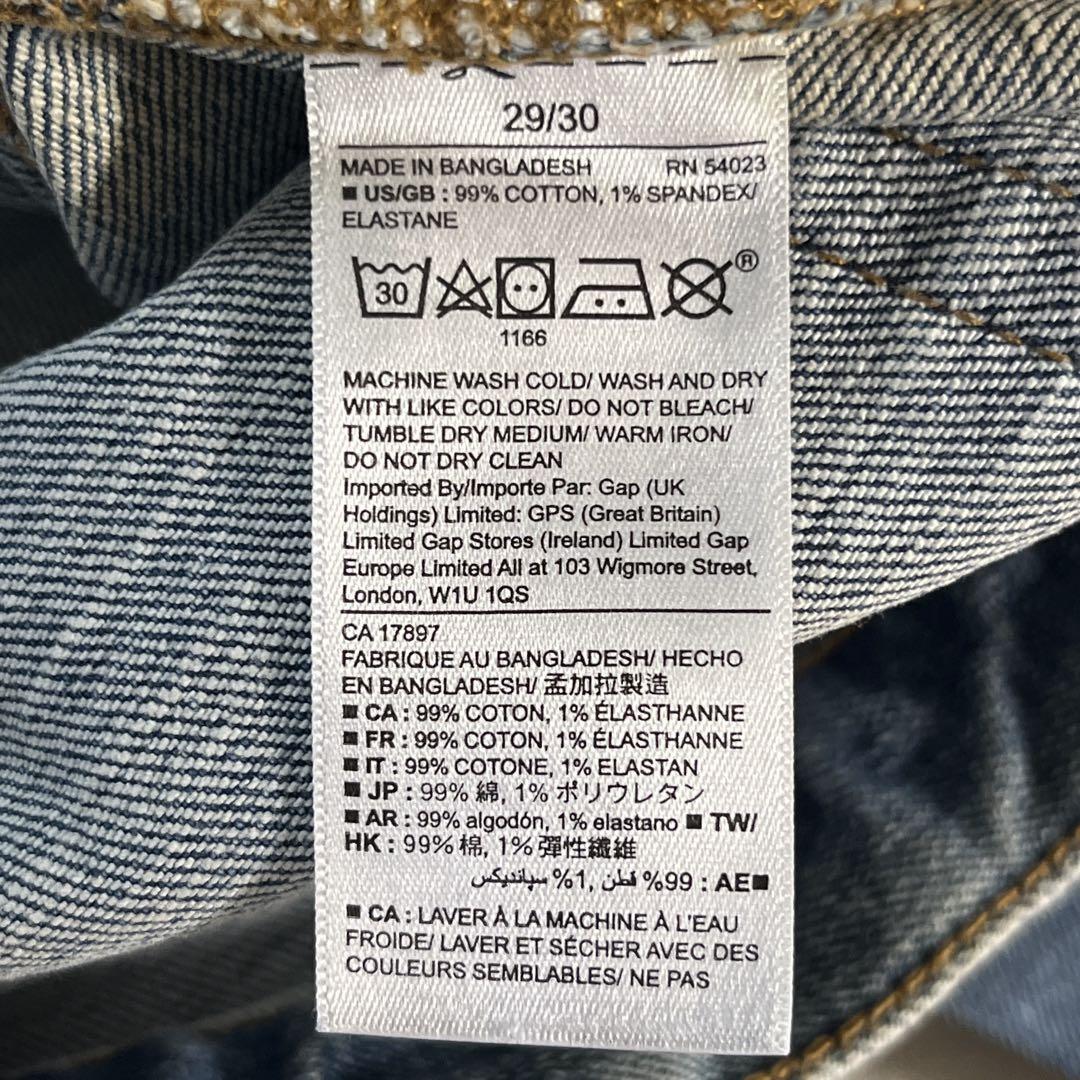 29/30
MADE IN BANGLADESH RN 54023
■ US/GB : 99% COTTON, 1% SPANDEX/
ELASTANE
30
®
1166
MACHINE WASH COLD/ WASH AND DRY
WITH LIKE COLORS/ DO NOT BLEACH/
TUMBLE DRY MEDIUM/ WARM IRON/
DO NOT DRY CLEAN
Imported By/Importe Par: Gap (UK
Holdings) Limited: GPS (Great Britain)
Limited Gap Stores (Ireland) Limited Gap
Europe Limited All at 103 Wigmore Street,
London, W1U 1QS
CA 17897
FABRIQUE AU BANGLADESH/ HECHO
EN BANGLADESH/ 孟加拉製造
■ CA : 99% COTON, 1% ÉLASTHANNE
■ FR : 99% COTON, 1% ÉLASTHANNE
■ IT : 99% COTONE, 1% ELASTAN
■ JP : 99% 綿, 1% ポリウレタン
■ AR : 99% algodón, 1% elastano ■ TW/
HK : 99% 棉, 1% 彈性纖維
■AE : 99% قطن, 1% سپانديكس
■ CA : LAVER À LA MACHINE À L'EAU
FROIDE/ LAVER ET SÉCHER AVEC DES
COULEURS SEMBLABLES/ NE PAS